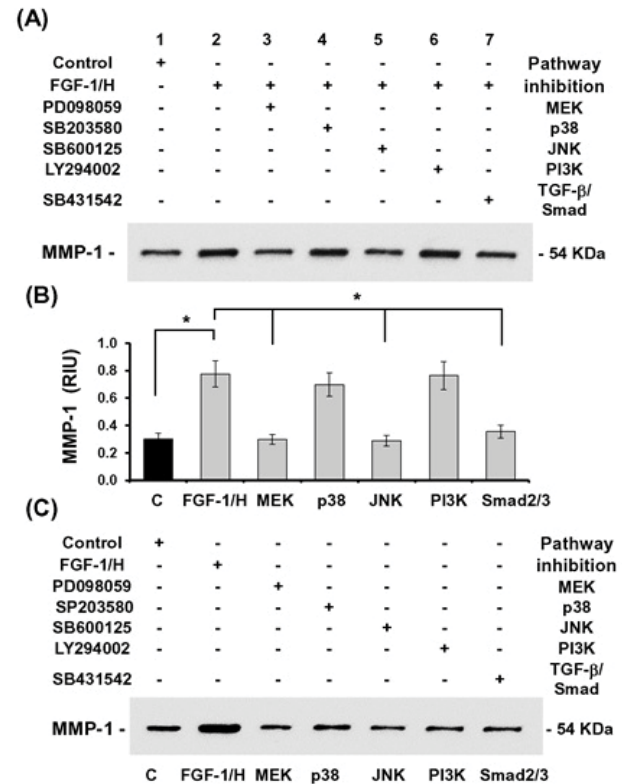 (A)
1 2 3 4 5 6 7
Control + - - - - - - Pathway
FGF-1/H - + + + + + + inhibition
PD098059 - - + - - - - MEK
SB203580 - - - + - - - p38
SB600125 - - - - + - - JNK
LY294002 - - - - - + - PI3K
SB431542 - - - - - - + TGF-β/
Smad
MMP-1 - - 54 KDa
(B)
* *
MMP-1 (RIU)
1.0
0.8
0.6
0.4
0.2
0.0
C FGF-1/H MEK p38 JNK PI3K Smad2/3
(C)
Control + - - - - - - Pathway
FGF-1/H - + - - - - - inhibition
PD098059 - - + - - - - MEK
SP203580 - - - + - - - p38
SB600125 - - - - + - - JNK
LY294002 - - - - - + - PI3K
SB431542 - - - - - - + TGF-β/
Smad
MMP-1 - - 54 KDa
C FGF-1/H MEK p38 JNK PI3K Smad2/3